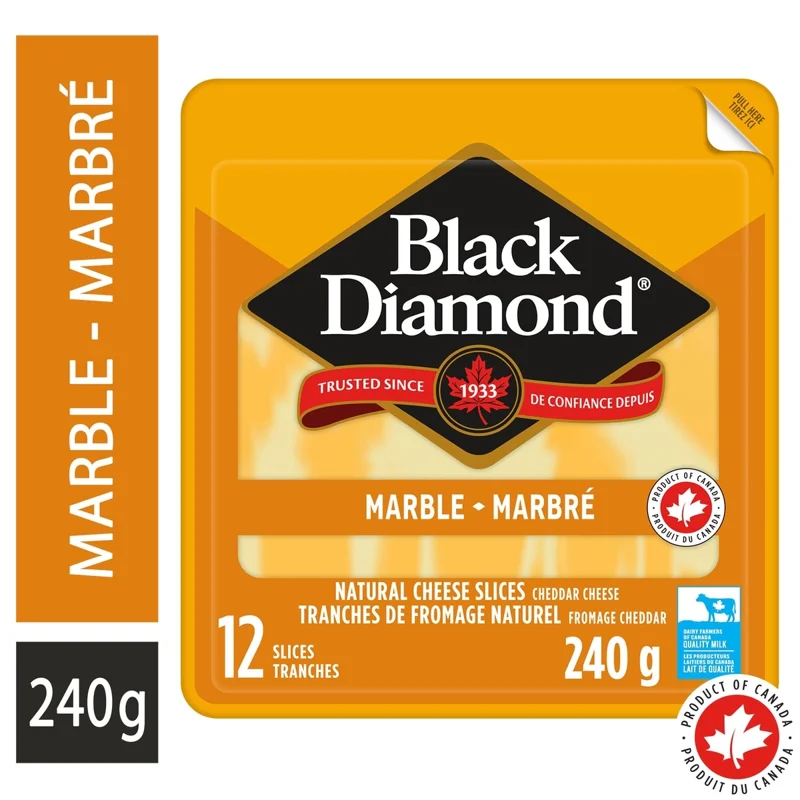 MARBLE - MARBRÉ
240g
PULL HERE
TIREZ ICI
Black
Diamond®
TRUSTED SINCE
1933
DE CONFIANCE DEPUIS
MARBLE MARBRÉ
PRODUCT OF CANADA
PRODUIT DU CANADA
NATURAL CHEESE SLICES CHEDDAR CHEESE
TRANCHES DE FROMAGE NATUREL FROMAGE CHEDDAR
12 SLICES
TRANCHES
240 g
DAIRY FARMERS
OF CANADA
QUALITY MILK
LES PRODUCTEURS
LAITIERS DU CANADA
LAIT DE QUALITÉ
PRODUCT OF CANADA
PRODUIT DU CANADA